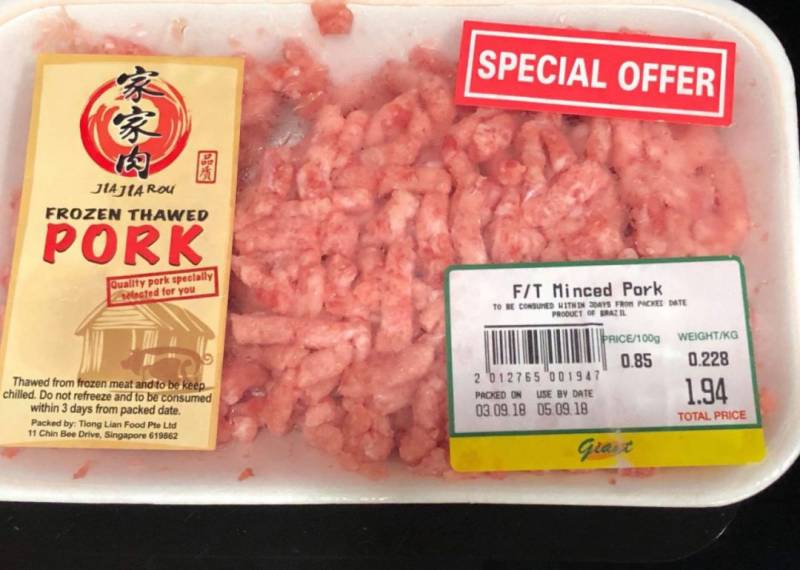 家
家
肉
品
質
JIAJIAROU
FROZEN THAWED
PORK
Quality pork specially
selected for you
Thawed from frozen meat and to be keep
chilled. Do not refreeze and to be consumed
within 3 days from packed date.
Packed by: Tiong Lian Food Pte Ltd
11 Chin Bee Drive, Singapore 619862
SPECIAL OFFER
F/T Minced Pork
TO BE CONSUMED WITHIN 3DAYS FROM PACKED DATE
PRODUCT OF BRAZIL
PRICE/100g WEIGHT/KG
0.85 0.228
2 012765 001947
1.94
PACKED ON USE BY DATE
03.09.18 05.09.18
TOTAL PRICE
Giant